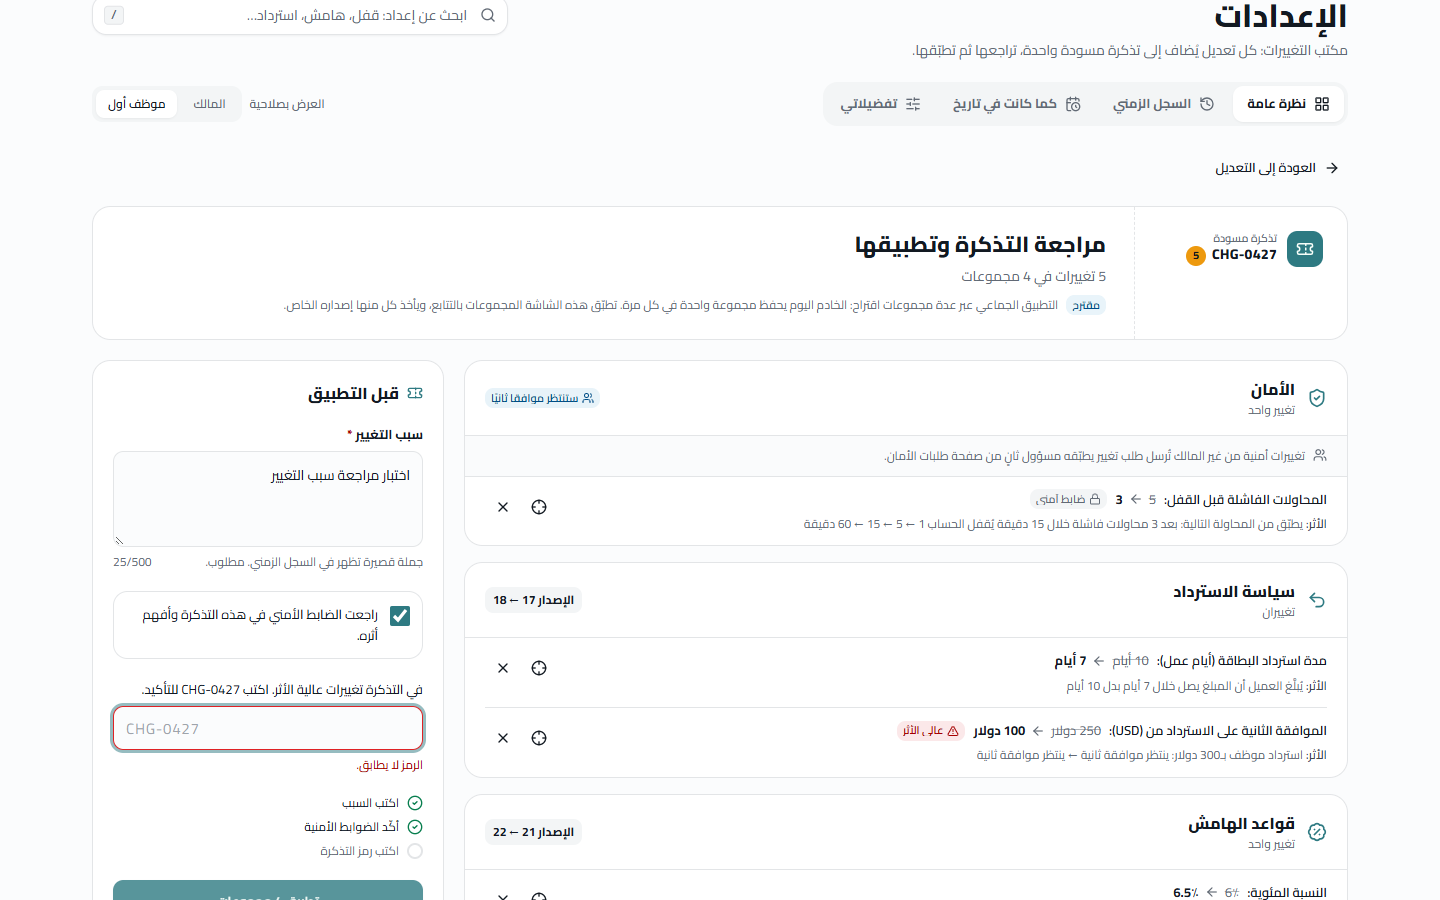 الإعدادات
مكتب التغييرات: كل تعديل يُضاف إلى تذكرة مسودة واحدة، تراجعها ثم تطبّقها.
ابحث عن إعداد: قفل، هامش، استرداد...
/
نظرة عامة
السجل الزمني
كما كانت في تاريخ
تفضيلاتي
العرض بصلاحية
المالك
موظف أول
العودة إلى التعديل
تذكرة مسودة
CHG-0427
5
مراجعة التذكرة وتطبيقها
5 تغييرات في 4 مجموعات
مقترح التطبيق الجماعي عبر عدة مجموعات اقتراح: الخادم اليوم يحفظ مجموعة واحدة في كل مرة. تطبّق هذه الشاشة المجموعات بالتتابع، ويأخذ كل منها إصداره الخاص.
الأمان
تغيير واحد
ستنتظر موافقا ثانيًا
تغييرات أمنية من غير المالك تُرسل طلب تغيير يطبّقه مسؤول ثانٍ من صفحة طلبات الأمان.
المحاولات الفاشلة قبل القفل: 5 ← 3 ضابط أمني
الأثر: يطبّق من المحاولة التالية: بعد 3 محاولات فاشلة خلال 15 دقيقة يُقفل الحساب 1 ← 5 ← 15 ← 60 دقيقة
سياسة الاسترداد
تغييران
الإصدار 17 ← 18
مدة استرداد البطاقة (أيام عمل): 10 أيام ← 7 أيام
الأثر: يُبلَّغ العميل أن المبلغ يصل خلال 7 أيام بدل 10 أيام
الموافقة الثانية على الاسترداد من (USD): 250 دولار ← 100 دولار عالي الأثر
الأثر: استرداد موظف بـ300 دولار: ينتظر موافقة ثانية ← ينتظر موافقة ثانية
قواعد الهامش
تغيير واحد
الإصدار 21 ← 22
النسبة المئوية: 6٪ ← 6.5٪
قبل التطبيق
سبب التغيير *
اختبار مراجعة سبب التغيير
جملة قصيرة تظهر في السجل الزمني. مطلوب.
25/500
راجعت الضابط الأمني في هذه التذكرة وأفهم
أثره.
في التذكرة تغييرات عالية الأثر. اكتب CHG-0427 للتأكيد.
CHG-0427
الرمز لا يطابق.
اكتب السبب
أكّد الضوابط الأمنية
اكتب رمز التذكرة